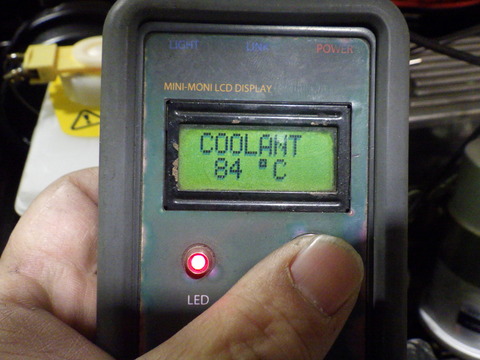 LIGHT LINK POWER
MINI-MONI LCD DISPLAY
COOLANT
84 °C
LED